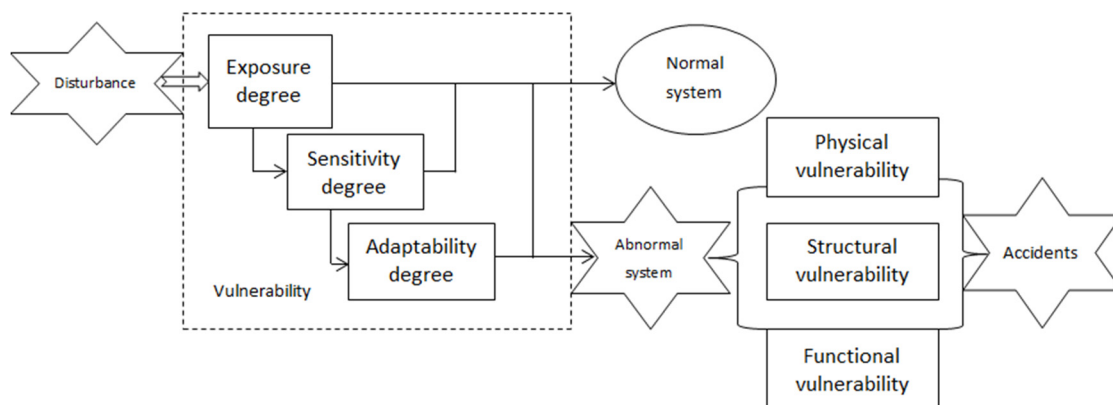 Disturbance
Exposure
degree
Sensitivity
degree
Adaptability
degree
Vulnerability
Normal
system
Abnormal
system
Physical
vulnerability
Structural
vulnerability
Functional
vulnerability
Accidents